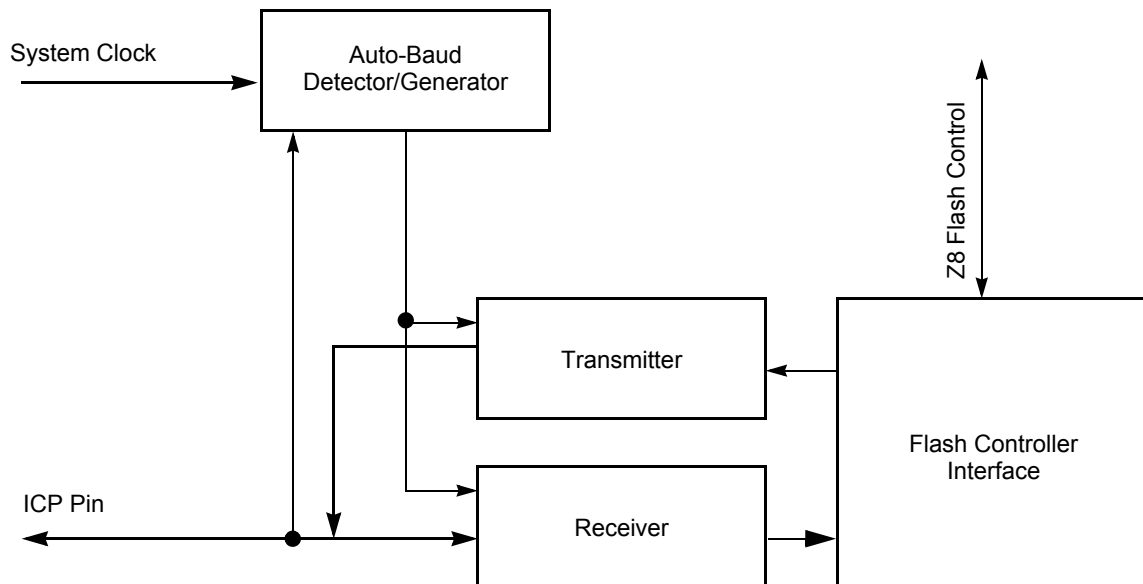 System Clock
Auto-Baud
Detector/Generator
Z8 Flash Control
Transmitter
Flash Controller
Interface
ICP Pin
Receiver